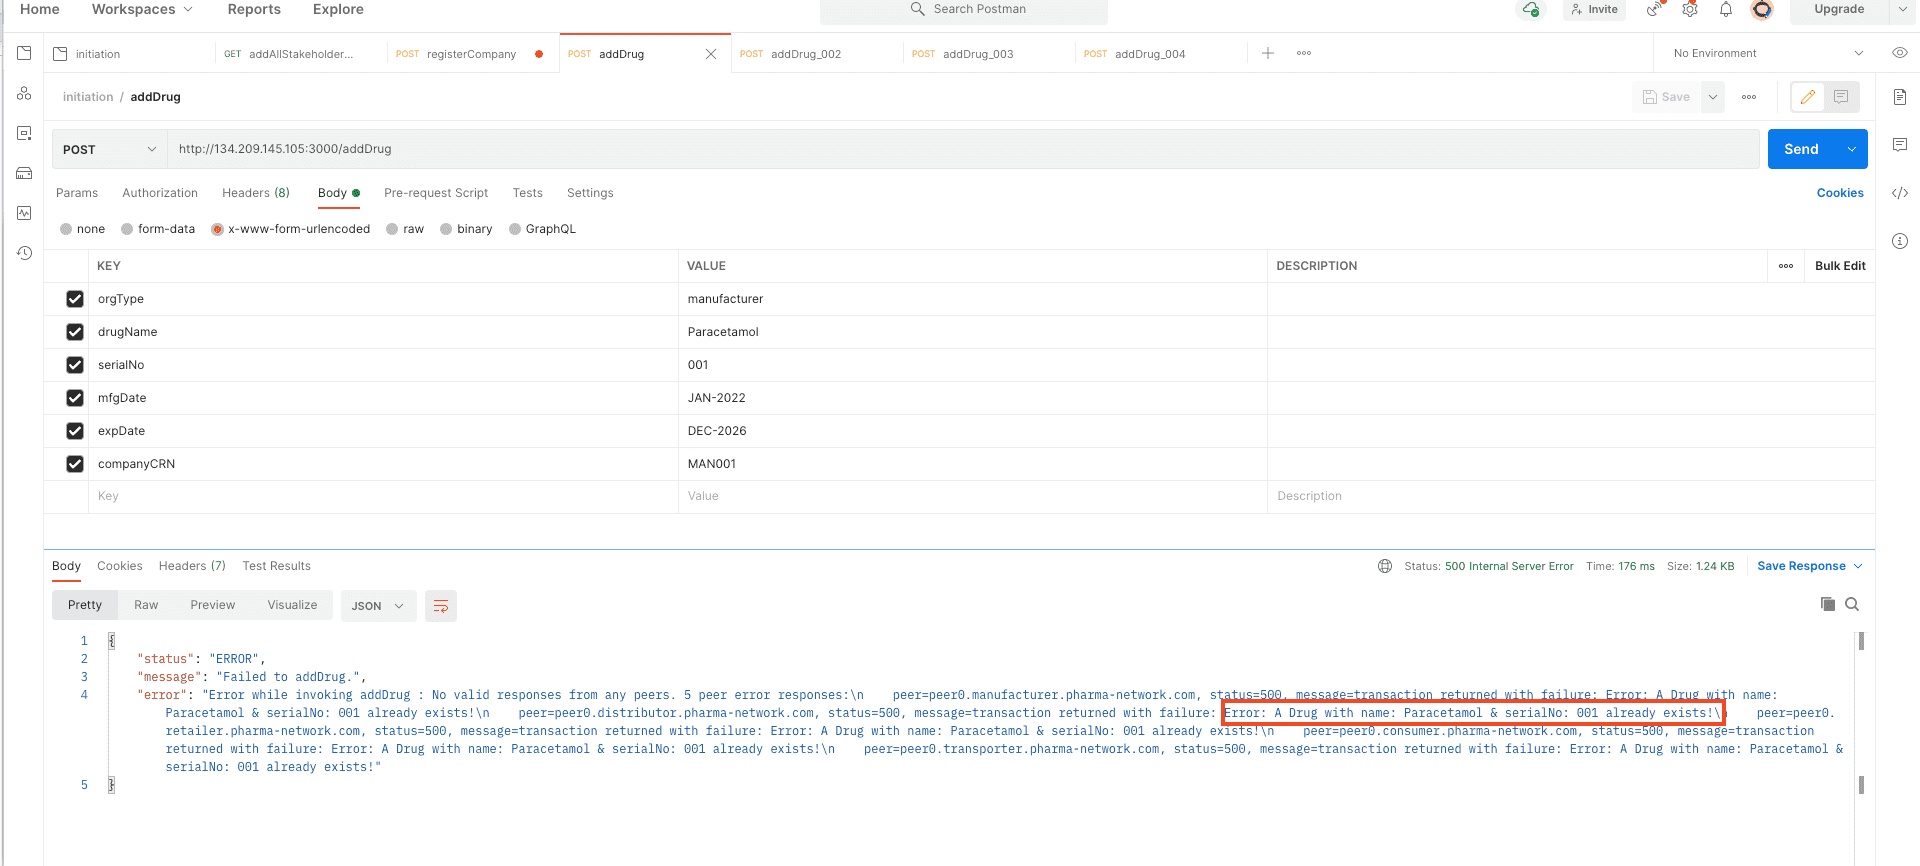 Home Workspaces Reports Explore Search Postman Invite Upgrade
initiation GET addAllStakeholder... POST registerCompany POST addDrug POST addDrug_002 POST addDrug_003 POST addDrug_004 No Environment
initiation / addDrug Save
POST http://134.209.145.105:3000/addDrug Send
Params Authorization Headers (8) Body Pre-request Script Tests Settings Cookies
none form-data x-www-form-urlencoded raw binary GraphQL
KEY VALUE DESCRIPTION Bulk Edit
orgType manufacturer
drugName Paracetamol
serialNo 001
mfgDate JAN-2022
expDate DEC-2026
companyCRN MAN001
Key Value Description
Body Cookies Headers (7) Test Results Status: 500 Internal Server Error Time: 176 ms Size: 1.24 KB Save Response
Pretty Raw Preview Visualize JSON
1 {
2 "status": "ERROR",
3 "message": "Failed to addDrug.",
4 "error": "Error while invoking addDrug : No valid responses from any peers. 5 peer error responses:\n    peer=peer0.manufacturer.pharma-network.com, status=500, message=transaction returned with failure: Error: A Drug with name:
Paracetamol & serialNo: 001 already exists!\n    peer=peer0.distributor.pharma-network.com, status=500, message=transaction returned with failure: Error: A Drug with name: Paracetamol & serialNo: 001 already exists!\n    peer=peer0.
retailer.pharma-network.com, status=500, message=transaction returned with failure: Error: A Drug with name: Paracetamol & serialNo: 001 already exists!\n    peer=peer0.consumer.pharma-network.com, status=500, message=transaction
returned with failure: Error: A Drug with name: Paracetamol & serialNo: 001 already exists!\n    peer=peer0.transporter.pharma-network.com, status=500, message=transaction returned with failure: Error: A Drug with name: Paracetamol &
serialNo: 001 already exists!"
5 }